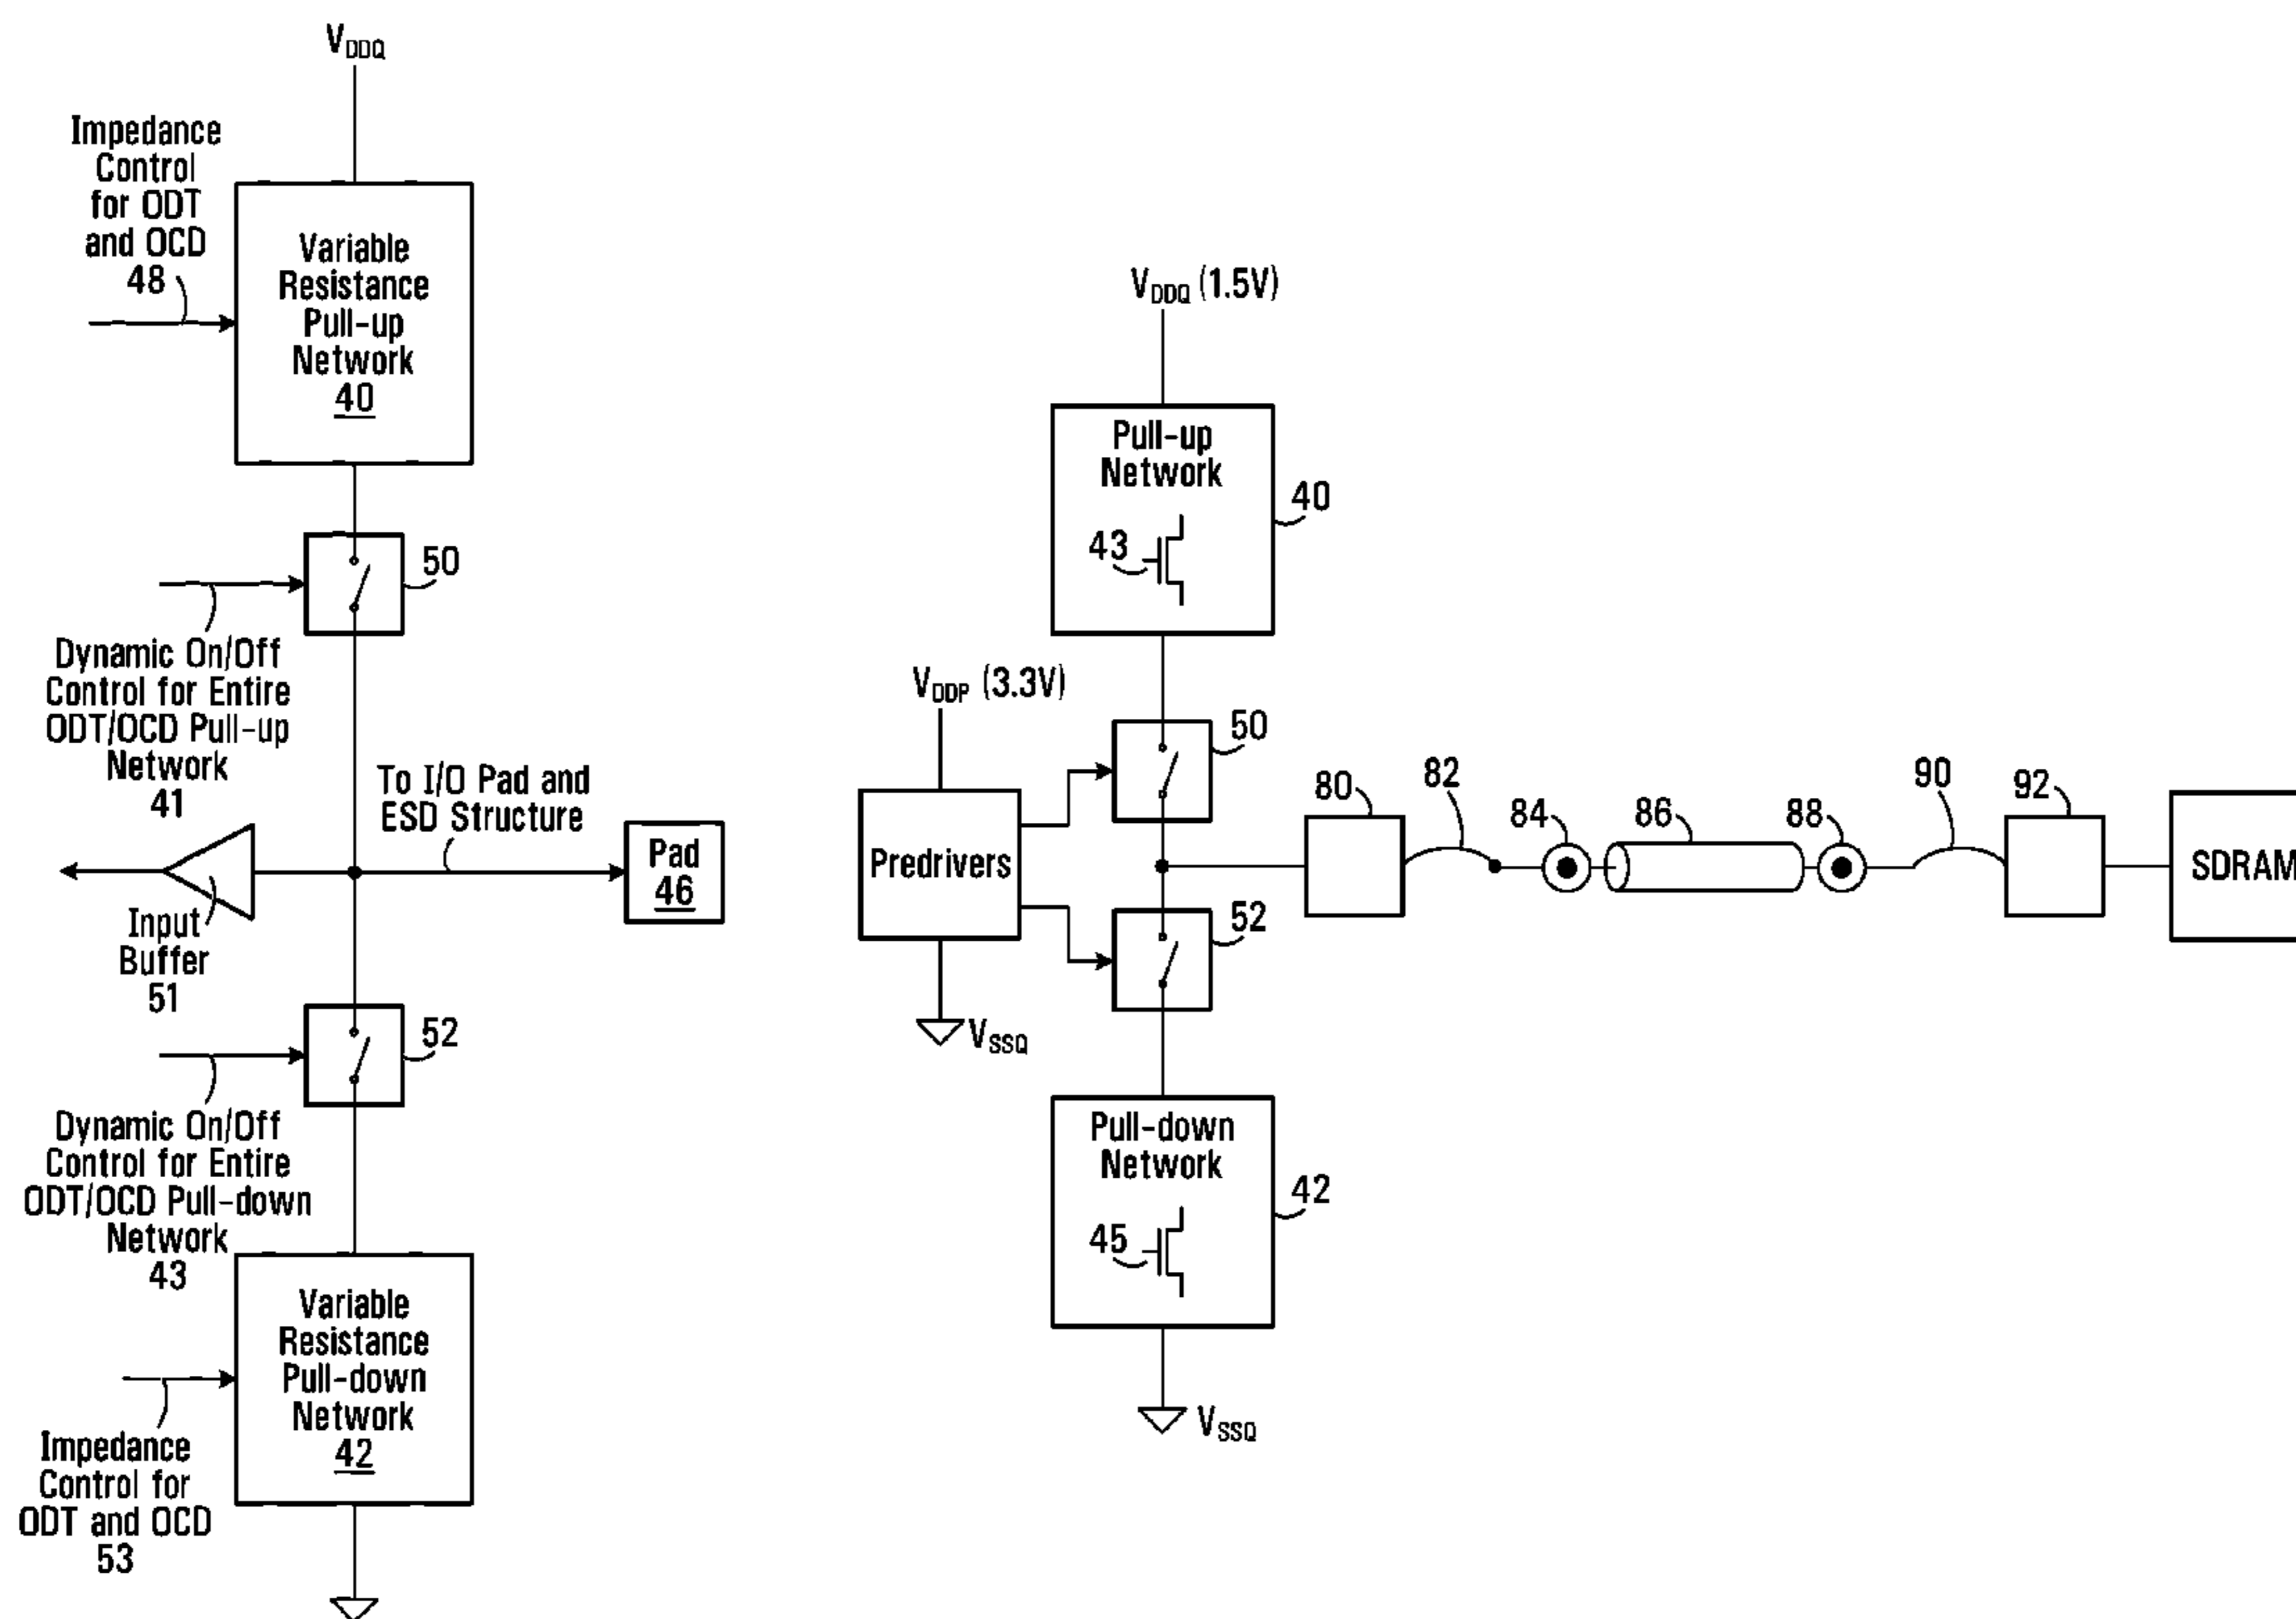 VDDQ
Impedance
Control
for ODT
and OCD
48
Variable
Resistance
Pull-up
Network
40
50
Dynamic On/Off
Control for Entire
ODT/OCD Pull-up
Network
41
To I/O Pad and
ESD Structure
Pad
46
Input
Buffer
51
52
Dynamic On/Off
Control for Entire
ODT/OCD Pull-down
Network
43
Variable
Resistance
Pull-down
Network
42
Impedance
Control for
ODT and OCD
53
VDDQ (1.5V)
Pull-up
Network
43
40
VDDP (3.3V)
50
Predrivers
52
VSSQ
80
82
84
86
88
90
92
SDRAM
Pull-down
Network
45
42
VSSQ